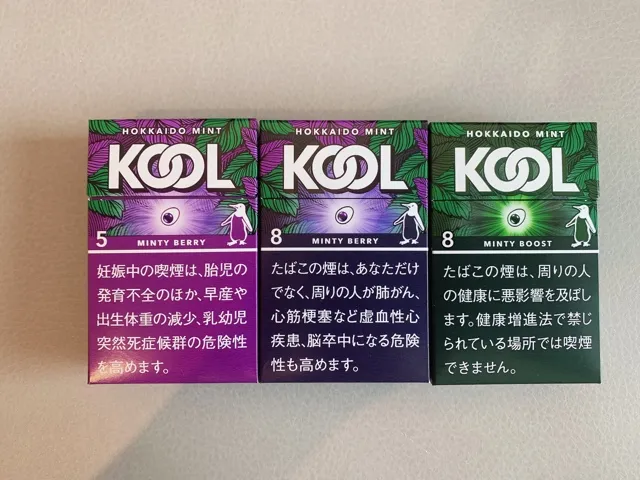 HOKKAIDO MINT
KOOL
5
MINTY BERRY
妊娠中の喫煙は、胎児の
発育不全のほか、早産や
出生体重の減少、乳幼児
突然死症候群の危険性
を高めます。
HOKKAIDO MINT
KOOL
8
MINTY BERRY
たばこの煙は、あなただけ
でなく、周りの人が肺がん、
心筋梗塞など虚血性心
疾患、脳卒中になる危険
性も高めます。
HOKKAIDO MINT
KOOL
8
MINTY BOOST
たばこの煙は、周りの人
の健康に悪影響を及ぼし
ます。健康増進法で禁じ
られている場所では喫煙
できません。